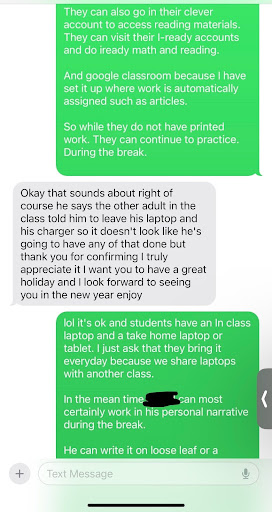 They can also go in their clever
account to access reading materials.
They can visit their I-ready accounts
and do iready math and reading.
And google classroom because I have
set it up where work is automatically
assigned such as articles.
So while they do not have printed
work. They can continue to practice.
During the break.
Okay that sounds about right of
course he says the other adult in the
class told him to leave his laptop and
his charger so it doesn't look like he's
going to have any of that done but
thank you for confirming I truly
appreciate it I want you to have a great
holiday and I look forward to seeing
you in the new year enjoy
lol it's ok and students have an In class
laptop and a take home laptop or
tablet. I just ask that they bring it
everyday because we share laptops
with another class.
In the mean time can most
certainly work in his personal narrative
during the break.
He can write it on loose leaf or a
Text Message